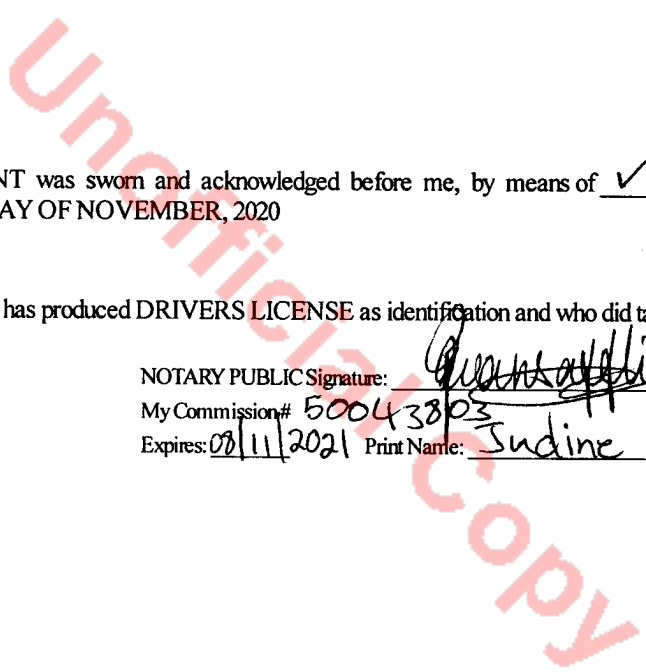 NT was sworn and acknowledged before me, by means of ✓
AY OF NOVEMBER, 2020
has produced DRIVERS LICENSE as identification and who did ta
NOTARY PUBLIC Signature:
My Commission# 50043803
Expires: 08/11/2021 Print Name: Judine
Unofficial Copy